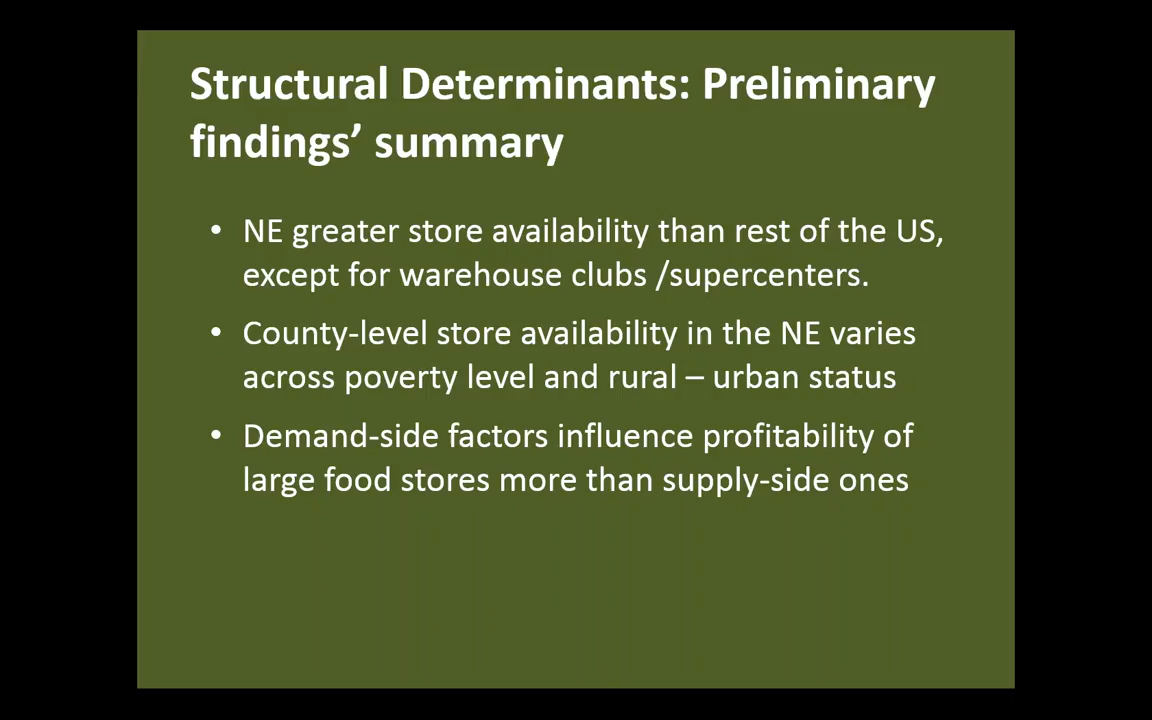 Structural Determinants: Preliminary
findings’ summary
• NE greater store availability than rest of the US,
except for warehouse clubs /supercenters.
• County-level store availability in the NE varies
across poverty level and rural – urban status
• Demand-side factors influence profitability of
large food stores more than supply-side ones